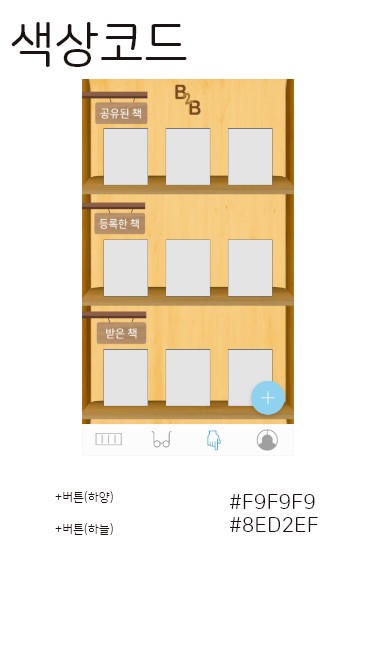 색상코드
B2B
공유된 책
등록한 책
받은 책
+
+버튼(하양)
#F9F9F9
+버튼(하늘)
#8ED2EF